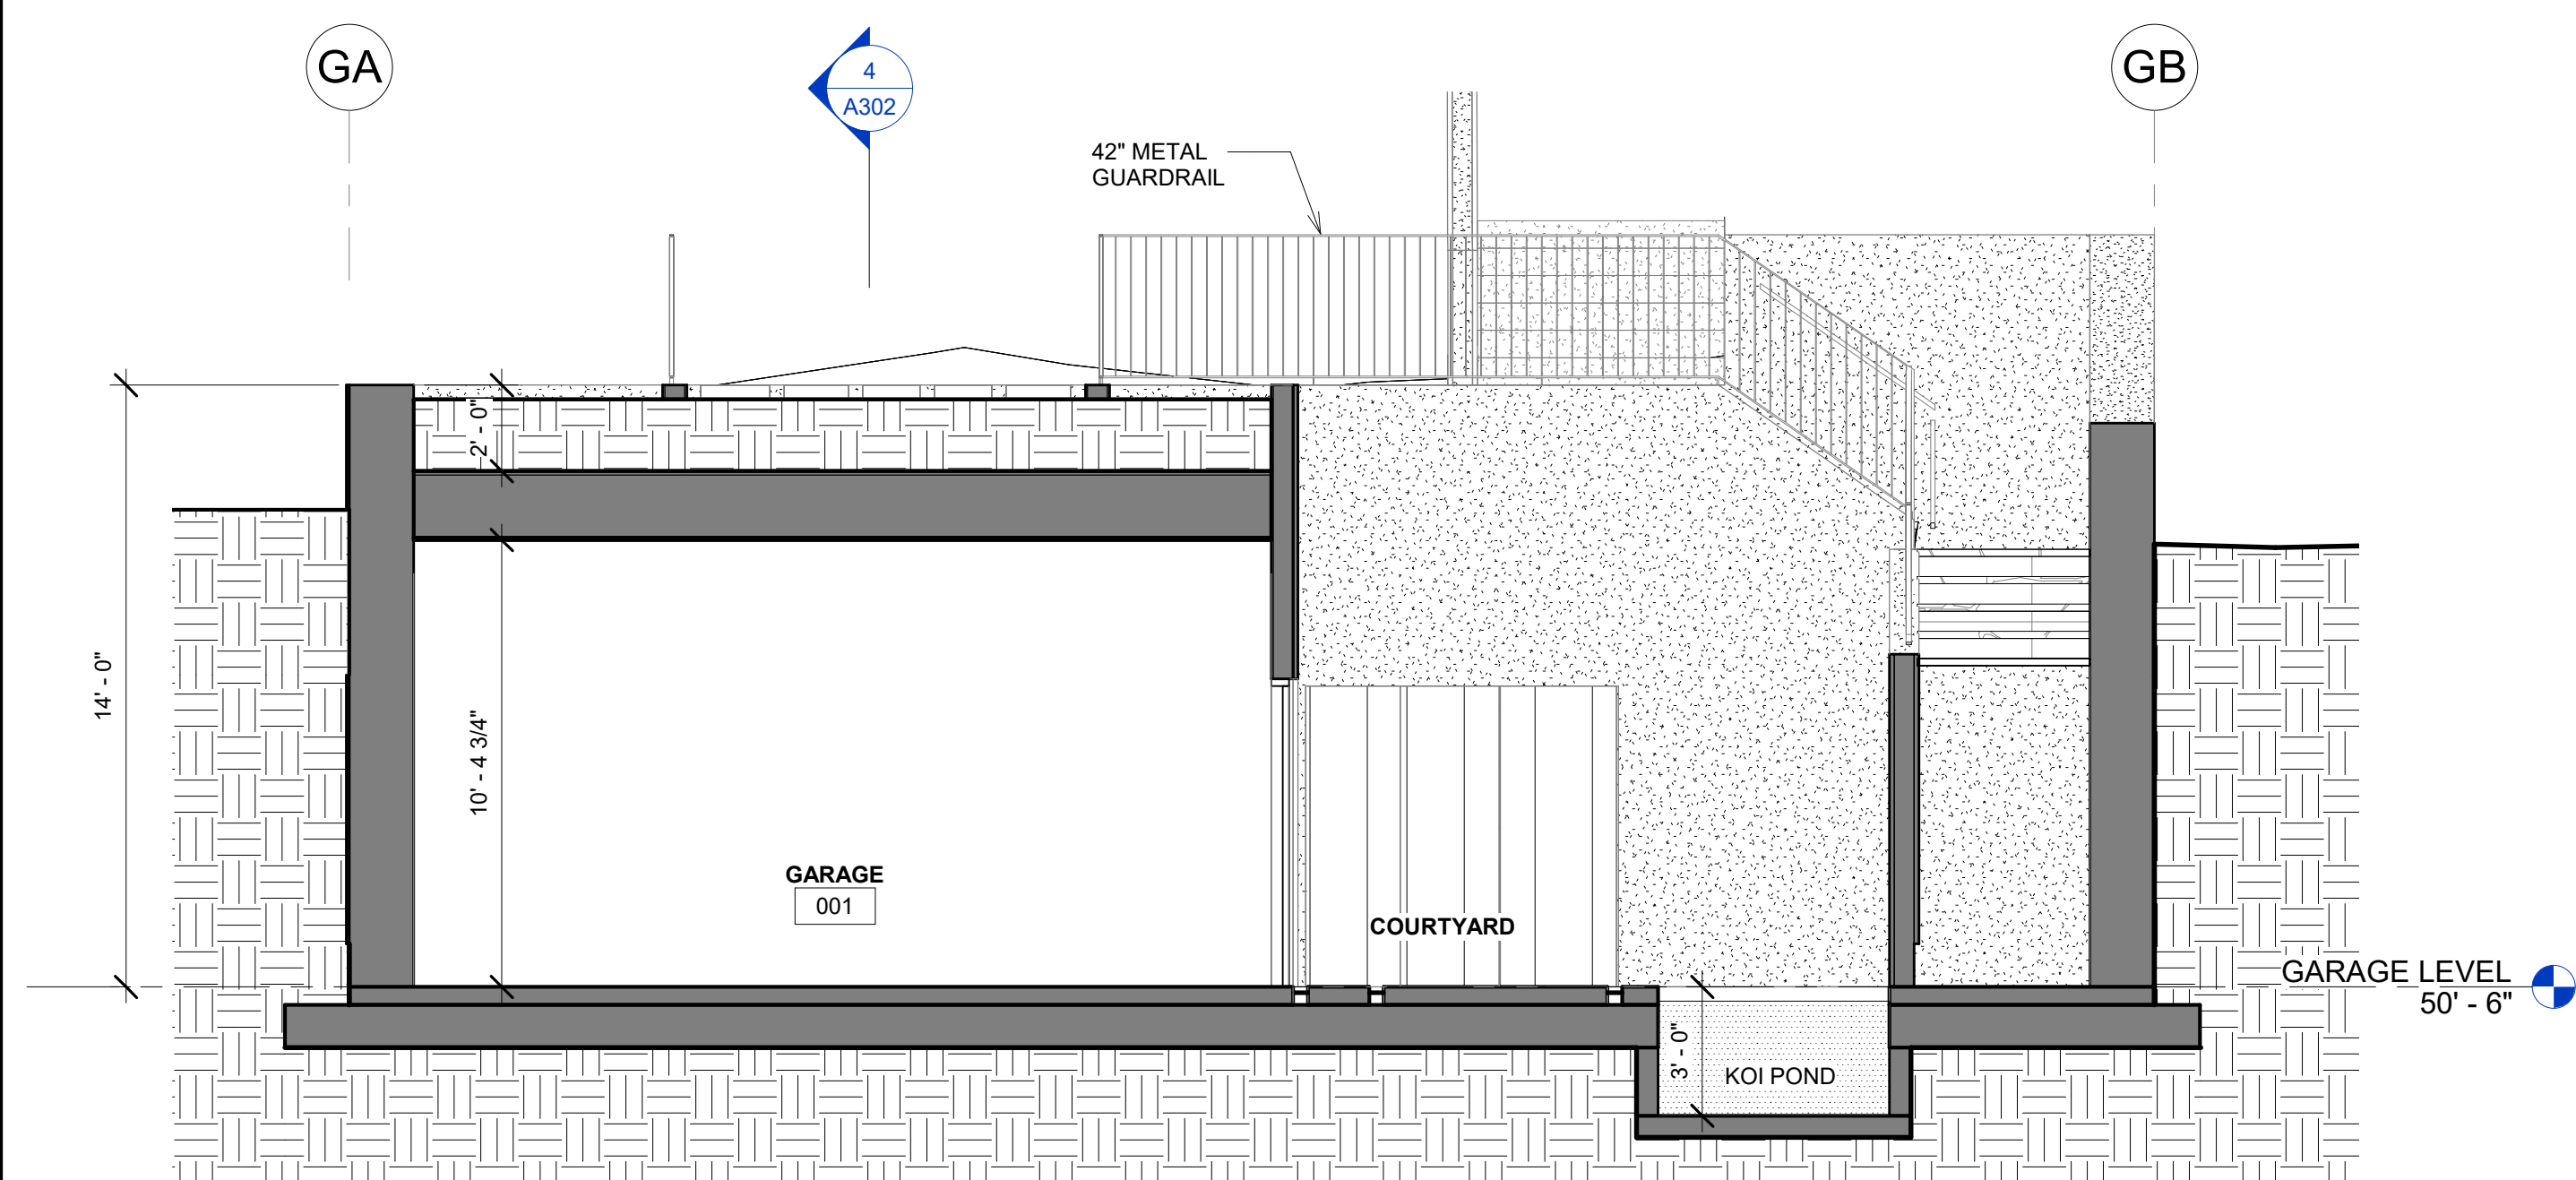 GA
4
A302
GB
42" METAL
GUARDRAIL
2' - 0"
14' - 0"
10' - 4 3/4"
GARAGE
001
COURTYARD
GARAGE LEVEL
50' - 6"
3' - 0"
KOI POND